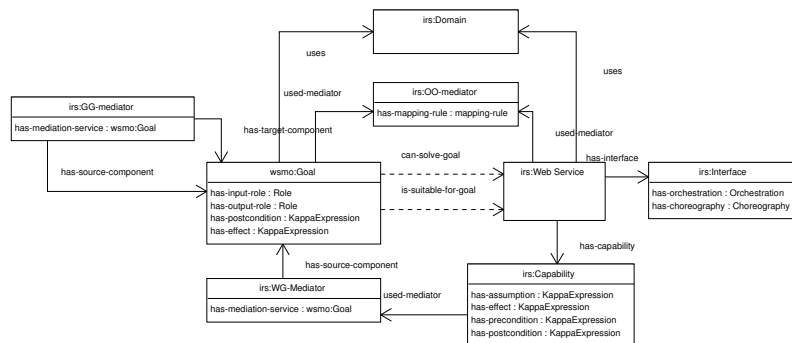 irs:Domain
uses
uses
used-mediator
irs:OO-mediator
has-mapping-rule : mapping-rule
irs:GG-mediator
has-mediation-service : wsmo:Goal
has-target-component
used-mediator
can-solve-goal
has-interface
has-source-component
wsmo:Goal
has-input-role : Role
has-output-role : Role
has-postcondition : KappaExpression
has-effect : KappaExpression
is-suitable-for-goal
irs:Web Service
irs:Interface
has-orchestration : Orchestration
has-choreography : Choreography
has-capability
has-source-component
irs:WG-Mediator
has-mediation-service : wsmo:Goal
used-mediator
irs:Capability
has-assumption : KappaExpression
has-effect : KappaExpression
has-precondition : KappaExpression
has-postcondition : KappaExpression